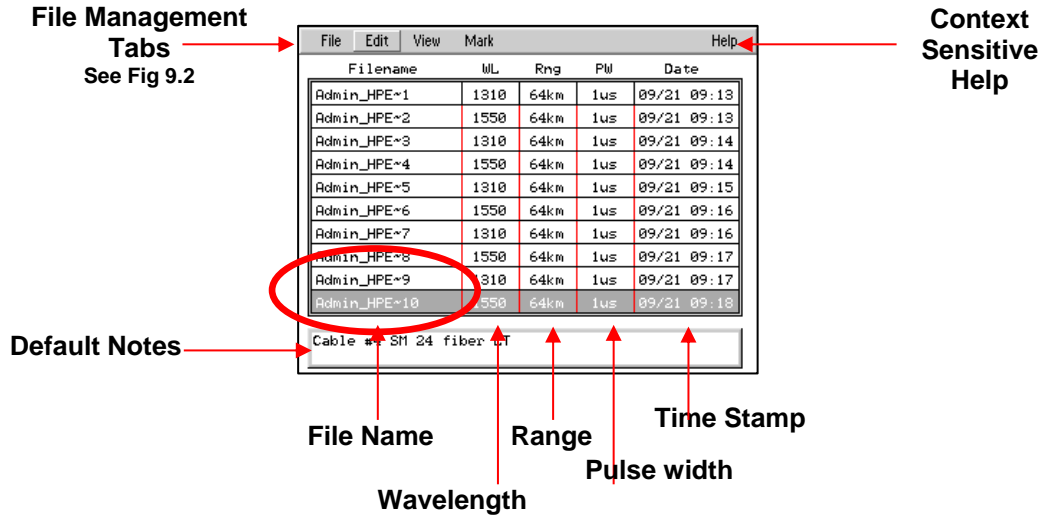 File Management
Tabs
See Fig 9.2
Context
Sensitive
Help
File Edit View Mark Help
Filename WL Rng PW Date
Admin_HPE~1 1310 64km 1us 09/21 09:13
Admin_HPE~2 1550 64km 1us 09/21 09:13
Admin_HPE~3 1310 64km 1us 09/21 09:14
Admin_HPE~4 1550 64km 1us 09/21 09:14
Admin_HPE~5 1310 64km 1us 09/21 09:15
Admin_HPE~6 1550 64km 1us 09/21 09:16
Admin_HPE~7 1310 64km 1us 09/21 09:16
Admin_HPE~8 1550 64km 1us 09/21 09:17
Admin_HPE~9 1310 64km 1us 09/21 09:17
Admin_HPE~10 1550 64km 1us 09/21 09:18
Default Notes
Cable SM 24 fiber
File Name
Range
Time Stamp
Pulse width
Wavelength